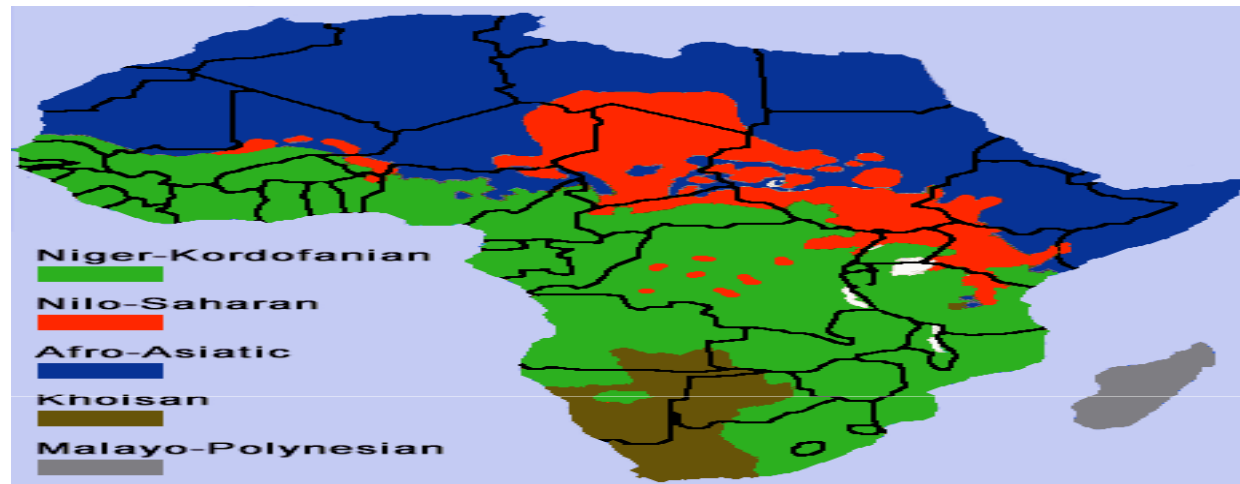 Niger-Kordofanian
Nilo-Saharan
Afro-Asiatic
Khoisan
Malayo-Polynesian